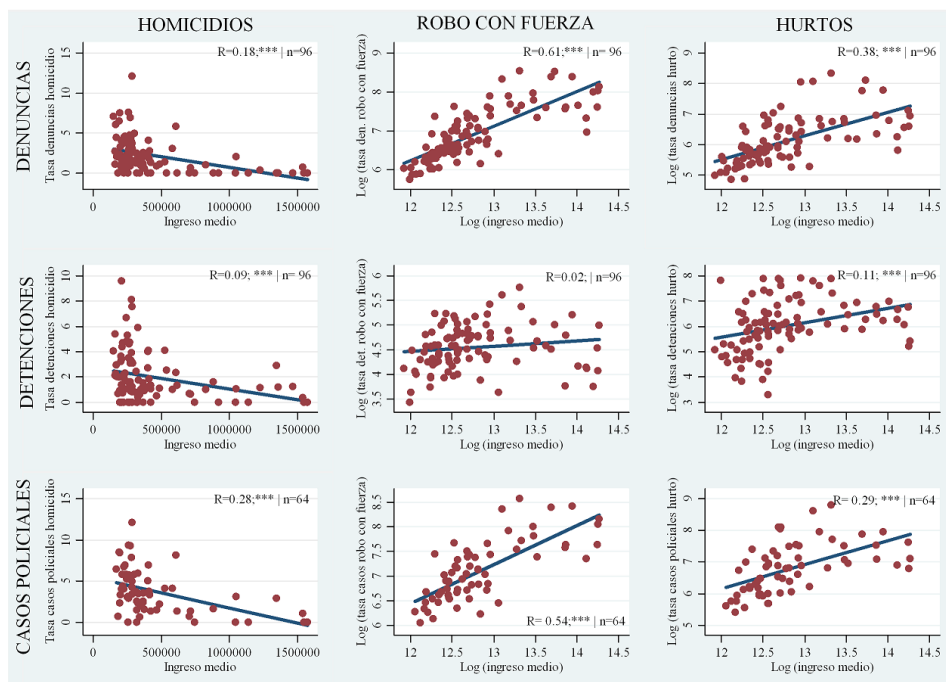 HOMICIDIOS
ROBO CON FUERZA
HURTOS
DENUNCIAS
Tasa denuncias homicidio
R=0.18;*** | n=96
15
10
5
0
0 500000 1000000 1500000
Ingreso medio
Log (tasa den. robo con fuerza)
R=0.61;*** | n= 96
9
8
7
6
12 12.5 13 13.5 14 14.5
Log (ingreso medio)
Log (tasa denuncias hurto)
R=0.38; *** | n=96
9
8
7
6
5
12 12.5 13 13.5 14 14.5
Log (ingreso medio)
DETENCIONES
Tasa detenciones homicidio
R=0.09; *** | n= 96
10
8
6
4
2
0
0 500000 1000000 1500000
Ingreso medio
Log (tasa det. robo con fuerza)
R=0.02; | n=96
6
5.5
5
4.5
4
3.5
12 12.5 13 13.5 14 14.5
Log (ingreso medio)
Log (tasa detenciones hurto)
R=0.11; *** | n=96
8
7
6
5
4
3
12 12.5 13 13.5 14 14.5
Log (ingreso medio)
CASOS POLICIALES
Tasa casos policiales homicidio
R=0.28;*** | n=64
15
10
5
0
0 500000 1000000 1500000
Ingreso medio
Log (tasa casos robo con fuerza)
8.5
8
7.5
7
6.5
6
R= 0.54;*** | n=64
12 12.5 13 13.5 14 14.5
Log (ingreso medio)
Log (tasa casos policiales hurto)
R= 0.29; *** | n=64
9
8
7
6
5
12 12.5 13 13.5 14 14.5
Log (ingreso medio)